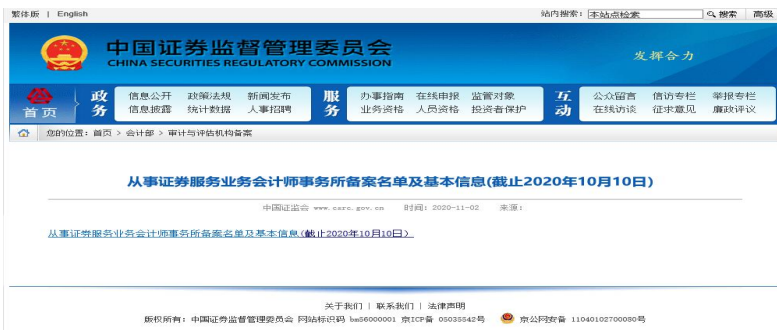 繁体版 | English 站内搜索: 本站点检索 搜索 高级
中国证券监督管理委员会
CHINA SECURITIES REGULATORY COMMISSION
发挥合力
首页 政务 信息公开 政策法规 新闻发布 服务 办事指南 在线申报 监管对象 互动 公众留言 信访专栏 举报专栏
信息披露 统计数据 人事招聘 业务资格 人员资格 投资者保护 在线访谈 征求意见 廉政评议
您的位置: 首页 > 会计部 > 审计与评估机构备案
从事证券服务业务会计师事务所备案名单及基本信息(截止2020年10月10日)
中国证监会 www.csrc.gov.cn 时间: 2020-11-02 来源:
从事证券服务业务会计师事务所备案名单及基本信息(截止2020年10月10日)
关于我们 | 联系我们 | 法律声明
版权所有: 中国证券监督管理委员会 网站标识码 bm56000001 京ICP备 05035542号 京公网安备 11040102700080号